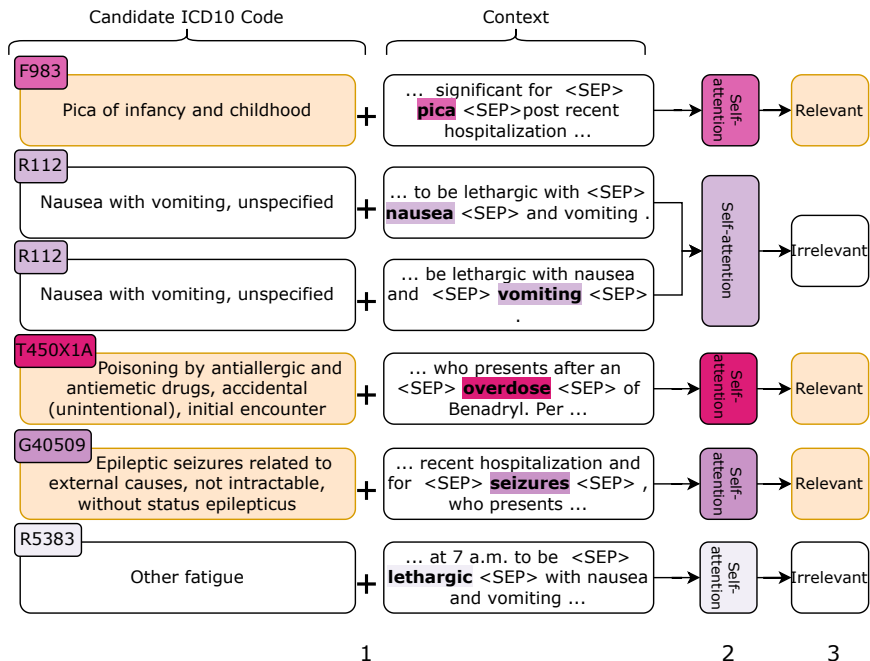 Candidate ICD10 Code
Context
F983
Pica of infancy and childhood
+
... significant for <SEP>
pica <SEP>post recent
hospitalization ...
Self-
attention
Relevant
R112
Nausea with vomiting, unspecified
+
... to be lethargic with <SEP>
nausea <SEP> and vomiting .
Self-attention
Irrelevant
R112
Nausea with vomiting, unspecified
+
... be lethargic with nausea
and <SEP> vomiting <SEP>
.
T450X1A
Poisoning by antiallergic and
antiemetic drugs, accidental
(unintentional), initial encounter
+
... who presents after an
<SEP> overdose <SEP> of
Benadryl. Per ...
Self-
attention
Relevant
G40509
Epileptic seizures related to
external causes, not intractable,
without status epilepticus
+
... recent hospitalization and
for <SEP> seizures <SEP> ,
who presents ...
Self-
attention
Relevant
R5383
Other fatigue
+
... at 7 a.m. to be <SEP>
lethargic <SEP> with nausea
and vomiting ...
Self-
attention
Irrelevant
1
2
3